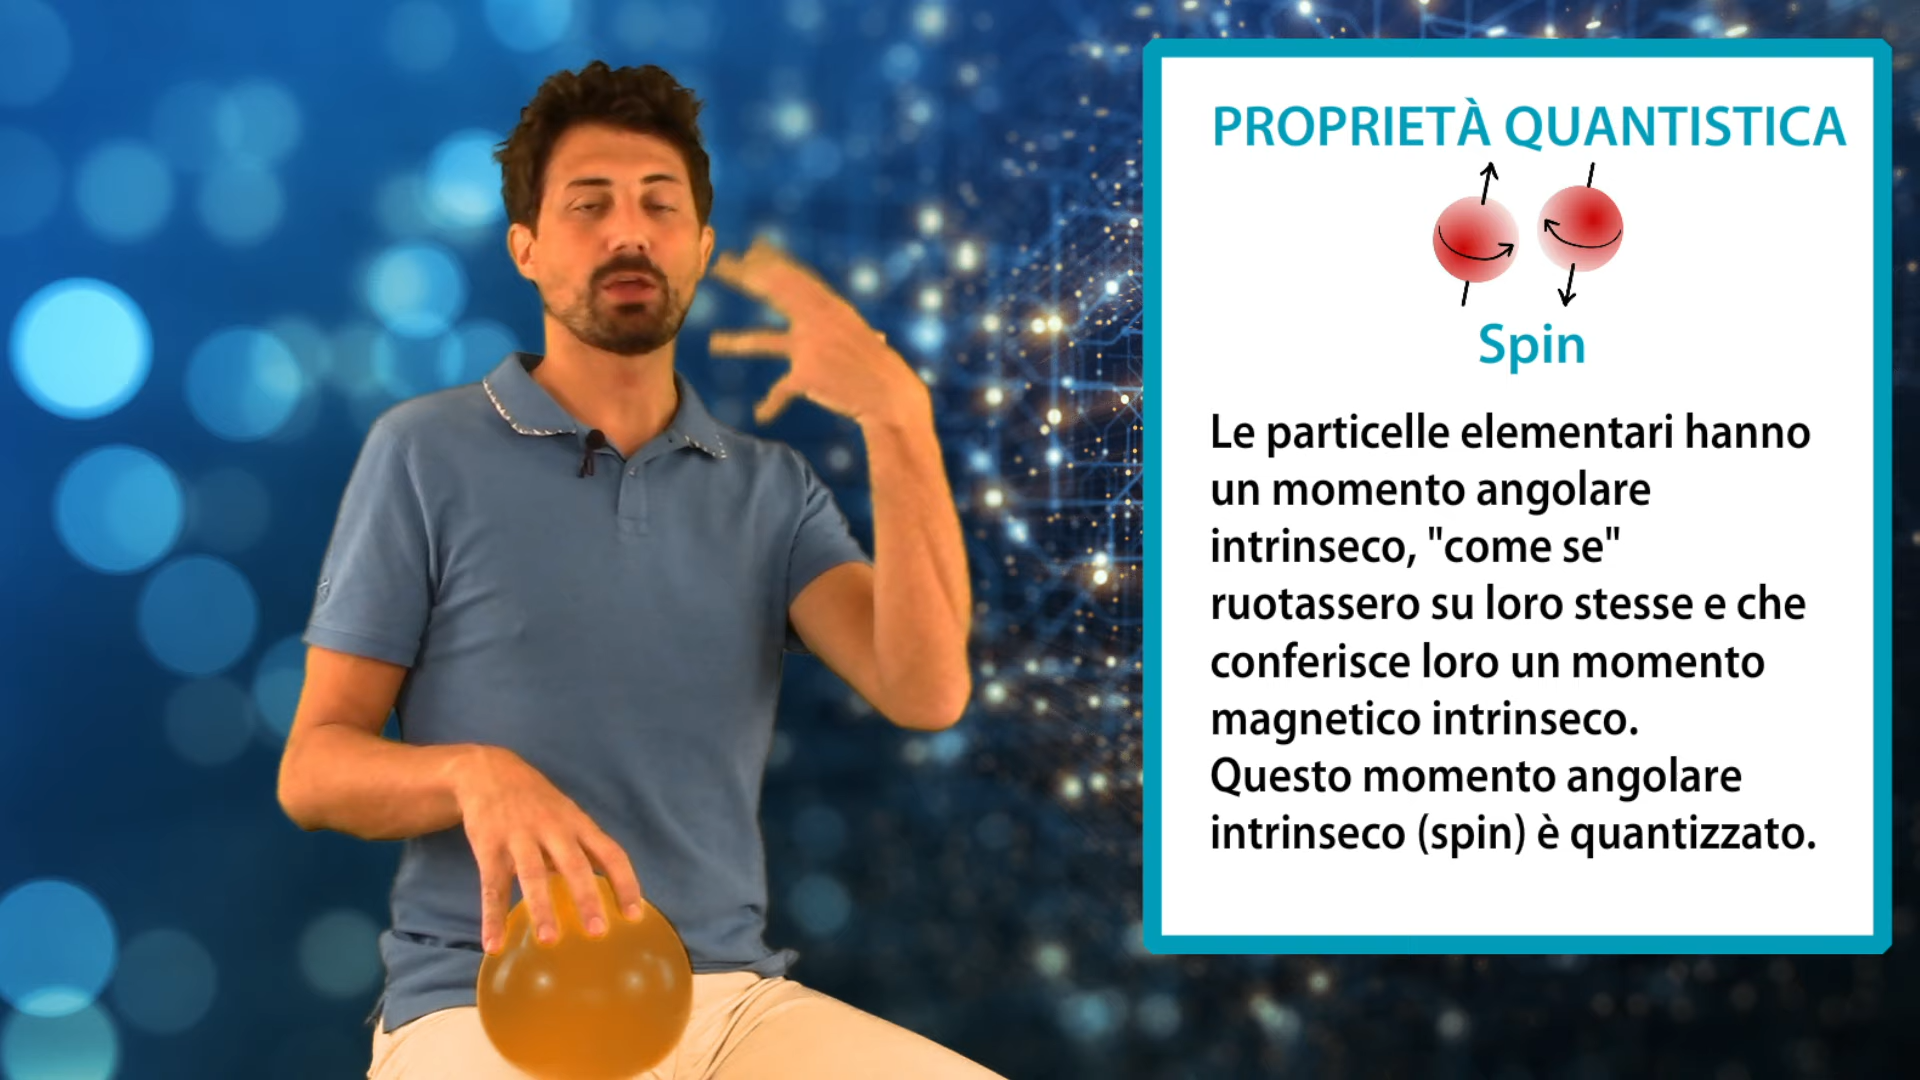 PROPRIETÀ QUANTISTICA
Spin
Le particelle elementari hanno
un momento angolare
intrinseco, "come se"
ruotassero su loro stesse e che
conferisce loro un momento
magnetico intrinseco.
Questo momento angolare
intrinseco (spin) è quantizzato.